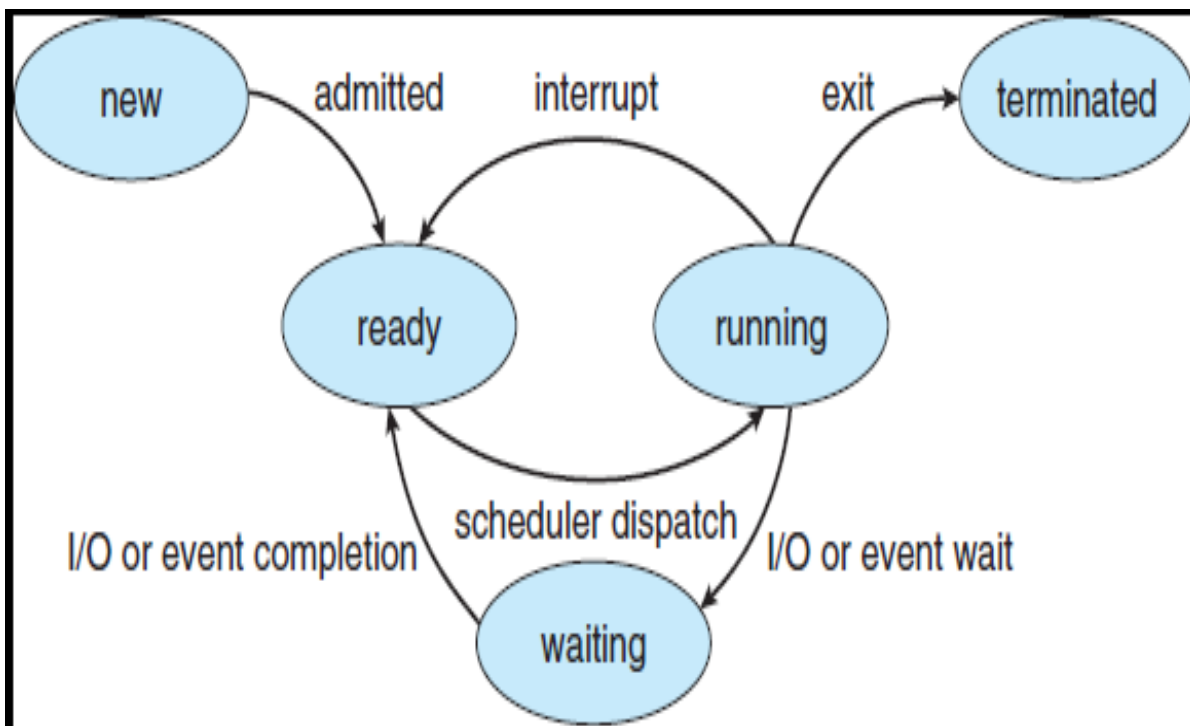 new
admitted
interrupt
exit
terminated
ready
running
scheduler dispatch
I/O or event completion
I/O or event wait
waiting